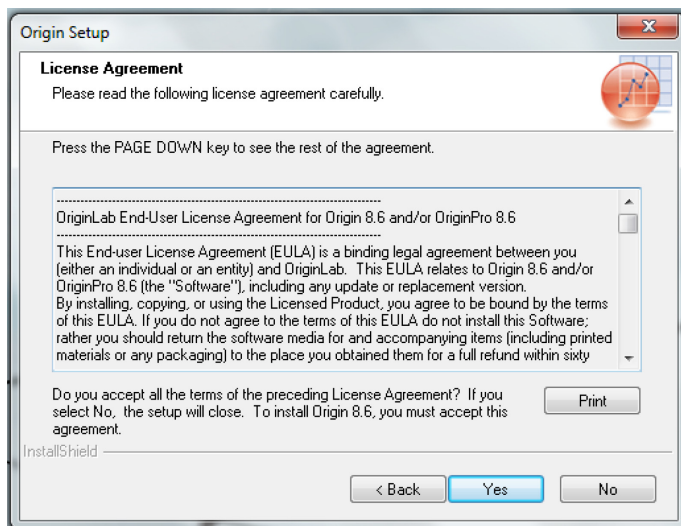 Origin Setup
License Agreement
Please read the following license agreement carefully.
Press the PAGE DOWN key to see the rest of the agreement.
--------------------------------------------------------------------------------
OriginLab End-User License Agreement for Origin 8.6 and/or OriginPro 8.6
--------------------------------------------------------------------------------
This End-user License Agreement (EULA) is a binding legal agreement between you
(either an individual or an entity) and OriginLab.  This EULA relates to Origin 8.6 and/or
OriginPro 8.6 (the "Software"), including any update or replacement version.
By installing, copying, or using the Licensed Product, you agree to be bound by the terms
of this EULA. If you do not agree to the terms of this EULA do not install this Software;
rather you should return the software media for and accompanying items (including printed
materials or any packaging) to the place you obtained them for a full refund within sixty
Do you accept all the terms of the preceding License Agreement?  If you
select No,  the setup will close.  To install Origin 8.6, you must accept this
agreement.
Print
InstallShield
< Back
Yes
No